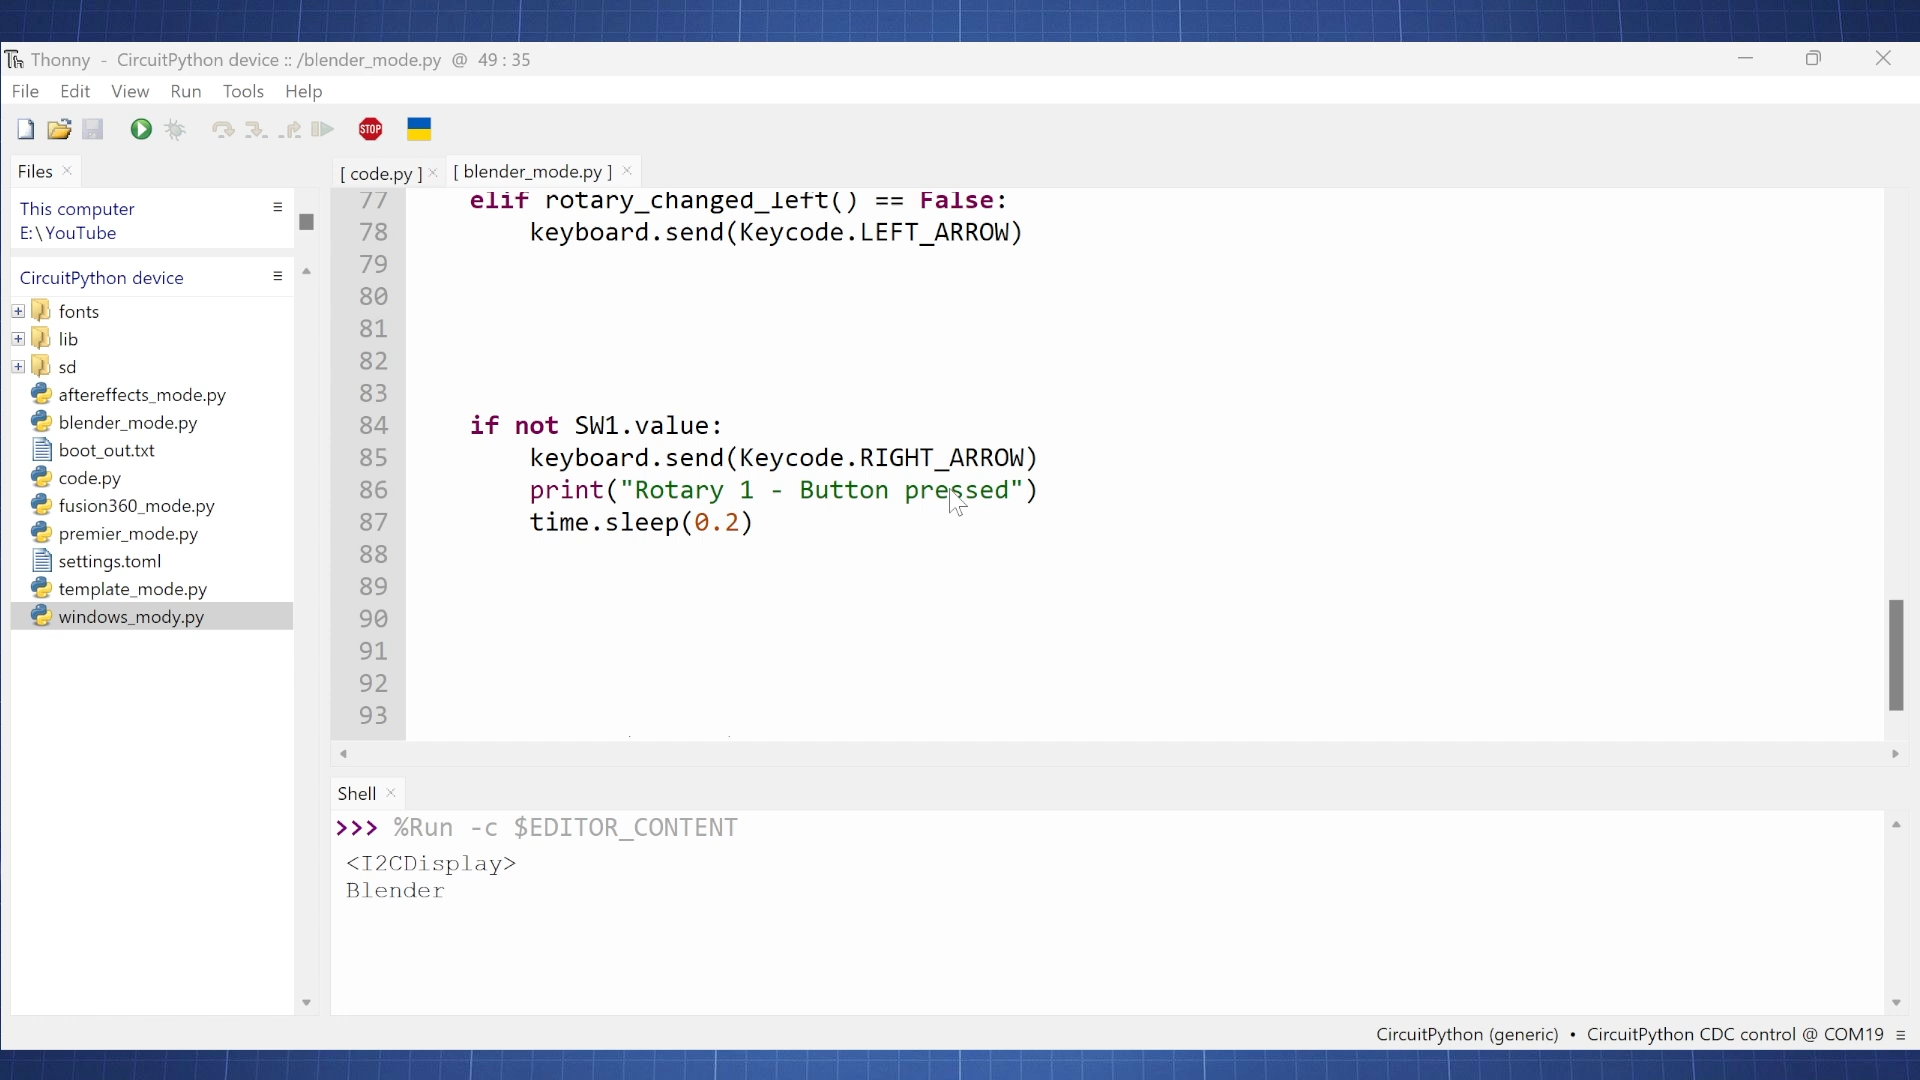 Thonny - CircuitPython device :: /blender_mode.py @ 49 : 35
File Edit View Run Tools Help
STOP
Files
[ code.py ] [ blender_mode.py ]
This computer
E:\YouTube
CircuitPython device
fonts
lib
sd
aftereffects_mode.py
blender_mode.py
boot_out.txt
code.py
fusion360_mode.py
premier_mode.py
settings.toml
template_mode.py
windows_mody.py
77 elif rotary_changed_left() == False:
78 keyboard.send(Keycode.LEFT_ARROW)
79
80
81
82
83
84 if not SW1.value:
85 keyboard.send(Keycode.RIGHT_ARROW)
86 print("Rotary 1 - Button pressed")
87 time.sleep(0.2)
88
89
90
91
92
93
Shell
>>> %Run -c $EDITOR_CONTENT
<I2CDisplay>
Blender
CircuitPython (generic) • CircuitPython CDC control @ COM19